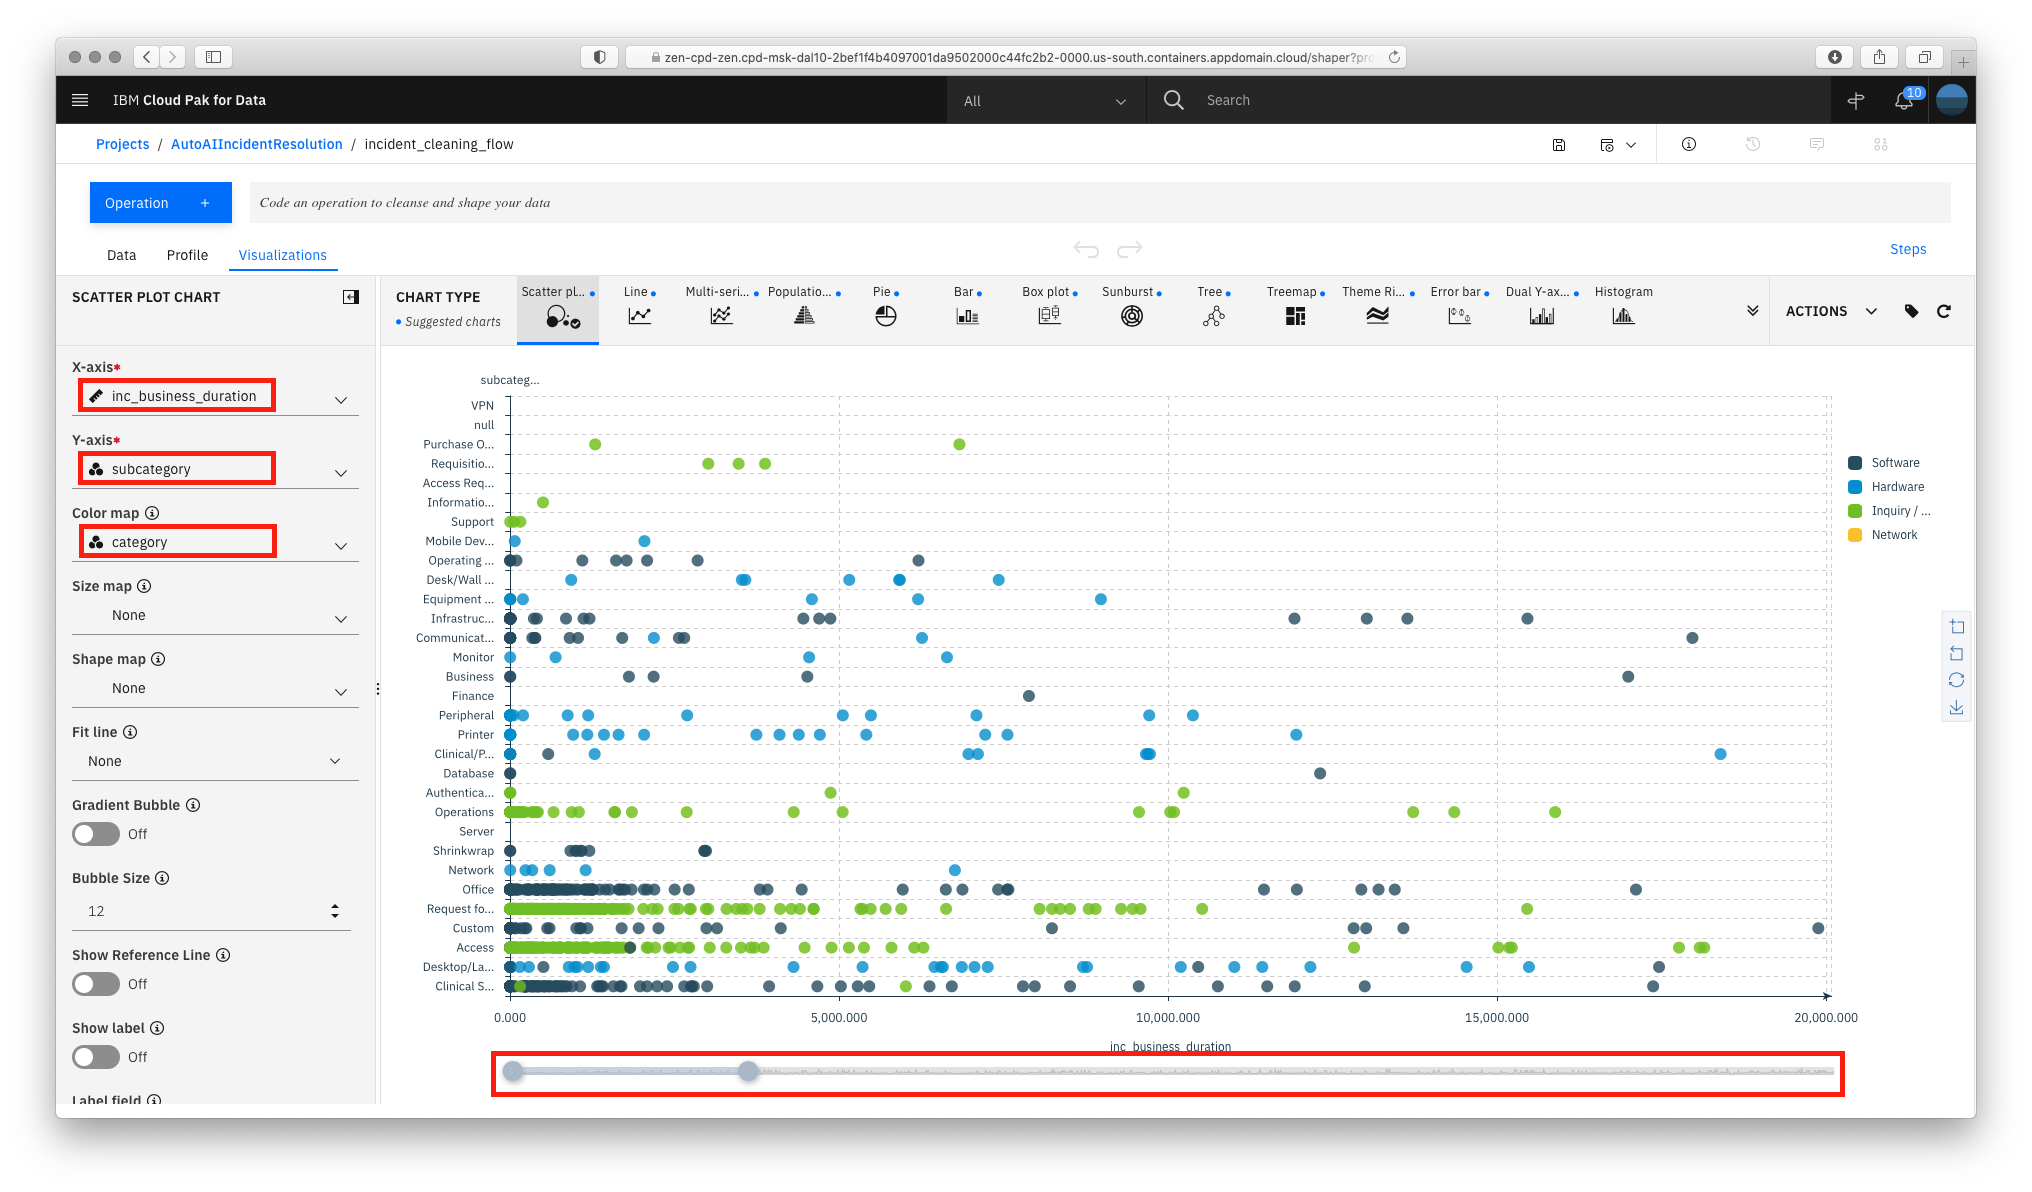 zen-cpd-zen.cpd-msk-dal10-2bef1f4b4097001da9502000c44fc2b2-0000.us-south.containers.appdomain.cloud/shaper?pro
IBM Cloud Pak for Data
All
Search
10
Projects / AutoAIIncidentResolution / incident_cleaning_flow
Operation +
Code an operation to cleanse and shape your data
Data
Profile
Visualizations
Steps
SCATTER PLOT CHART
CHART TYPE
Suggested charts
Scatter pl...
Line
Multi-seri...
Populatio...
Pie
Bar
Box plot
Sunburst
Tree
Treemap
Theme Ri...
Error bar
Dual Y-ax...
Histogram
ACTIONS
X-axis*
inc_business_duration
Y-axis*
subcategory
Color map
category
Size map
None
Shape map
None
Fit line
None
Gradient Bubble
Off
Bubble Size
12
Show Reference Line
Off
Show label
Off
Label field
subcateg...
VPN
null
Purchase O...
Requisitio...
Access Req...
Informatio...
Support
Mobile Dev...
Operating ...
Desk/Wall ...
Equipment ...
Infrastruc...
Communicat...
Monitor
Business
Finance
Peripheral
Printer
Clinical/P...
Database
Authentica...
Operations
Server
Shrinkwrap
Network
Office
Request fo...
Custom
Access
Desktop/La...
Clinical S...
0.000
5,000.000
10,000.000
15,000.000
20,000.000
inc_business_duration
Software
Hardware
Inquiry / ...
Network